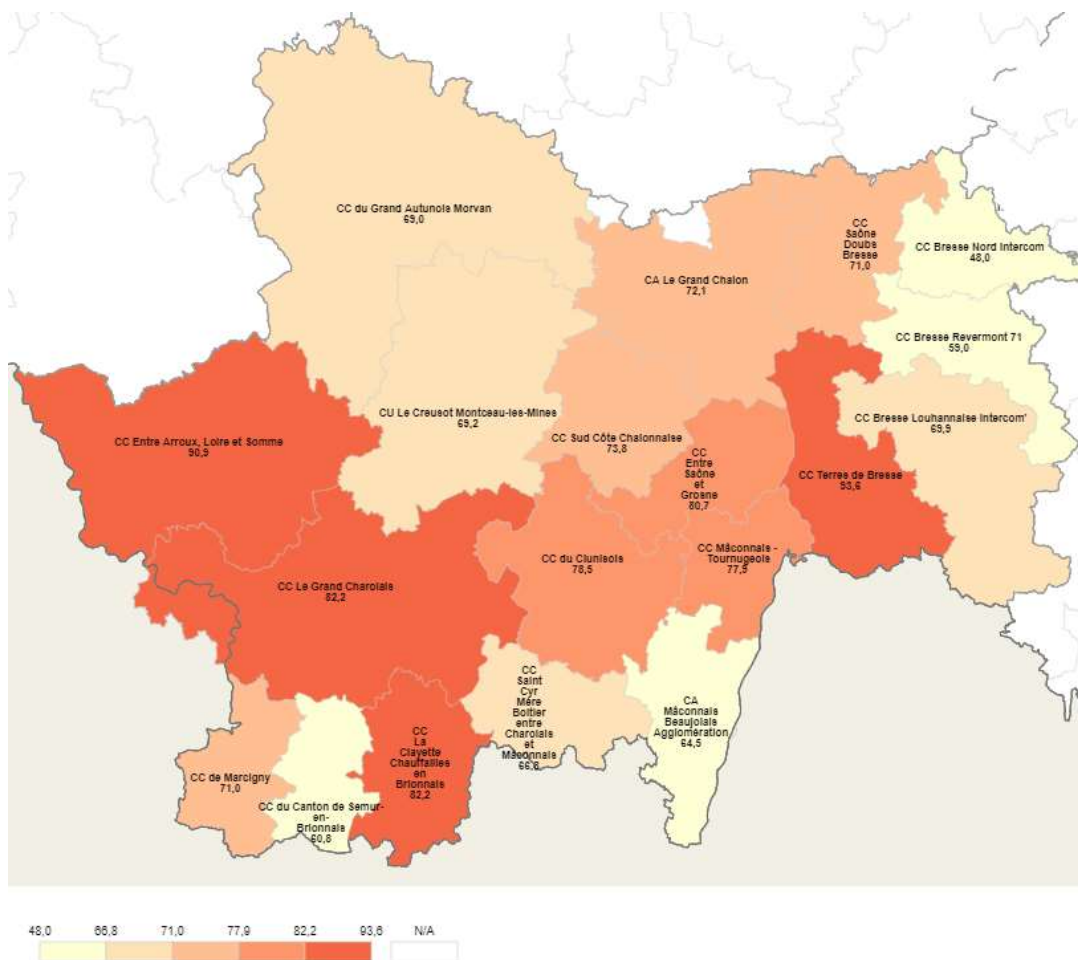 CC du Grand Autunois Morvan
69,0
CC
Saône
Doubs
Bresse
71,0
CC Bresse Nord Intercom
48,0
CA Le Grand Chalon
72,1
CC Bresse Revermont 71
59,0
CU Le Creusot Montceau-les-Mines
69,2
CC Bresse Louhannaise Intercom'
69,9
CC Entre Arroux, Loire et Somme
90,9
CC Sud Côte Chalonnaise
73,8
CC
Entre
Saône
et
Grosne
80,7
CC Terres de Bresse
93,6
CC du Clunisois
78,5
CC Mâconnais -
Tournugeois
77,9
CC Le Grand Charolais
82,2
CC
Saint
Cyr
Mère
Boitier
entre
Charolais
et
Mâconnais
66,8
CA
Mâconnais
Beaujolais
Agglomération
64,5
CC
La
Clayette
Chauffailles
en
Brionnais
82,2
CC de Marcigny
71,0
CC du Canton de Semur-
en-
Brionnais
60,8
48,0 66,8 71,0 77,9 82,2 93,6 N/A